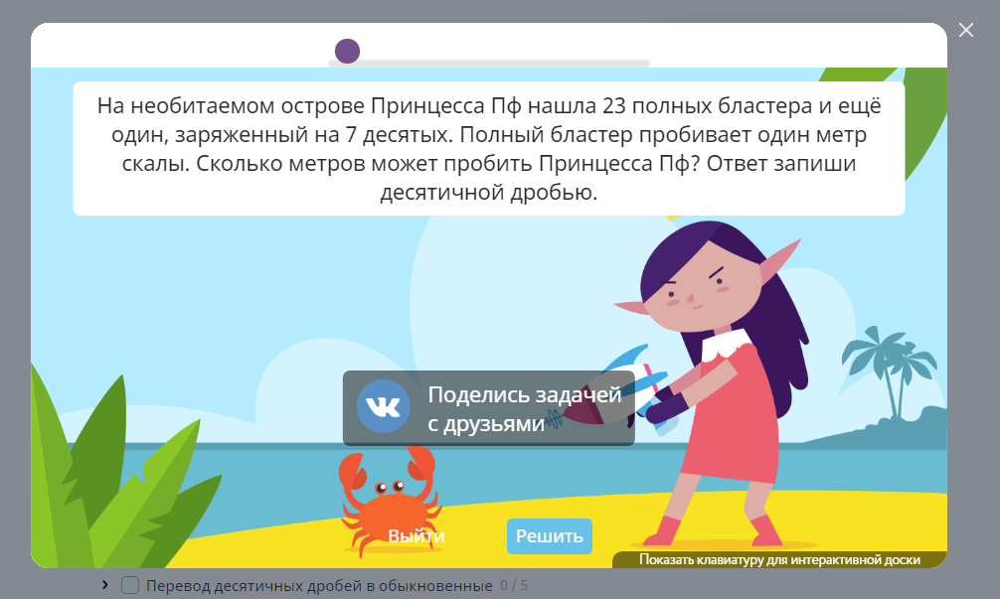 На необитаемом острове Принцесса Пф нашла 23 полных бластера и ещё
один, заряженный на 7 десятых. Полный бластер пробивает один метр
скалы. Сколько метров может пробить Принцесса Пф? Ответ запиши
десятичной дробью.
Поделись задачей
с друзьями
Выйти
Решить
Показать клавиатуру для интерактивной доски
Перевод десятичных дробей в обыкновенные 0 / 5